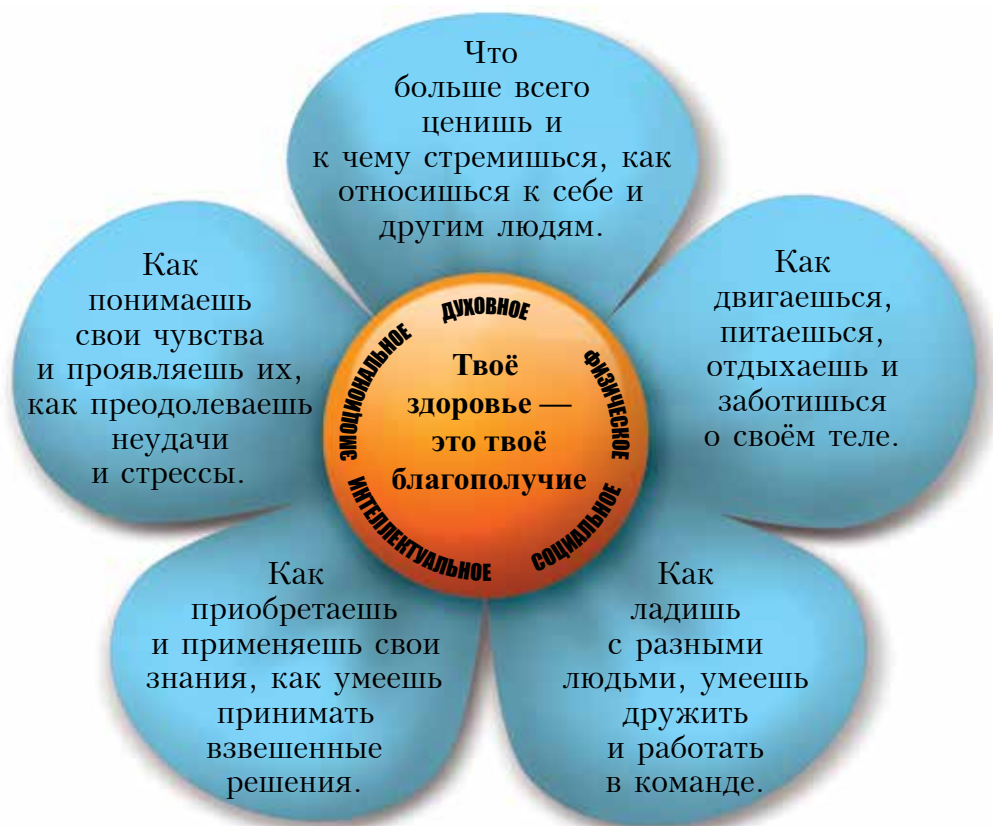 Что
больше всего
ценишь и
к чему стремишься, как
относишься к себе и
другим людям.
Как
понимаешь
свои чувства
и проявляешь их,
как преодолеваешь
неудачи
и стрессы.
Как
двигаешься,
питаешься,
отдыхаешь и
заботишься
о своём теле.
ДУХОВНОЕ
ЭМОЦИОНАЛЬНОЕ
ФИЗИЧЕСКОЕ
Твоё
здоровье —
это твоё
благополучие
ИНТЕЛЛЕКТУАЛЬНОЕ
СОЦИАЛЬНОЕ
Как
приобретаешь
и применяешь свои
знания, как умеешь
принимать
взвешенные
решения.
Как
ладишь
с разными
людьми, умеешь
дружить
и работать
в команде.